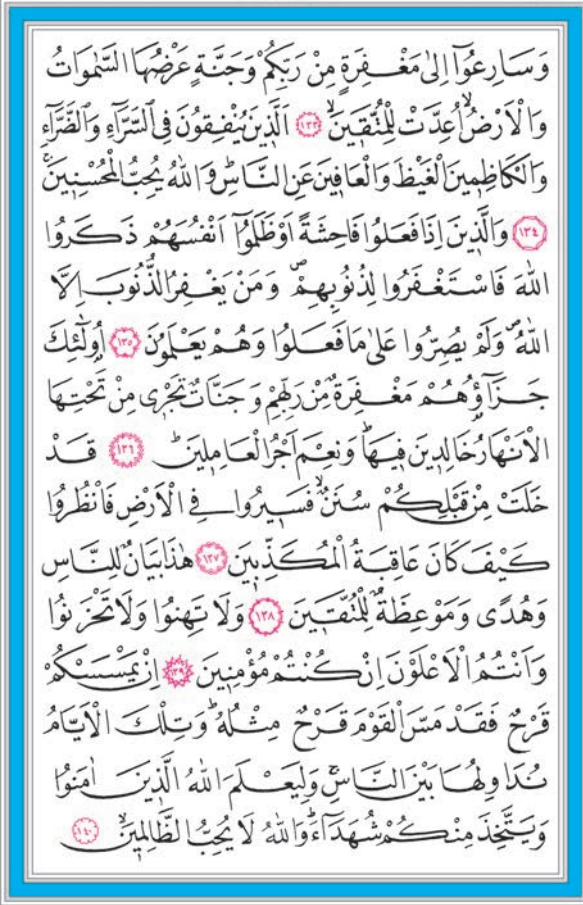 وَسَارِعُٓوا اِلٰى مَغْفِرَةٍ مِنْ رَبِّكُمْ وَجَنَّةٍ عَرْضُهَا السَّمٰوَاتُ
وَالْاَرْضُۙ اُعِدَّتْ لِلْمُتَّقٖينَۙ ﴿١٣٣﴾ اَلَّذٖينَ يُنْفِقُونَ فِي السَّرَّٓاءِ وَالضَّرَّٓاءِ
وَالْكَاظِمٖينَ الْغَيْظَ وَالْعَافٖينَ عَنِ النَّاسِؕ وَاللّٰهُ يُحِبُّ الْمُحْسِنٖينَۚ
﴿١٣٤﴾ وَالَّذٖينَ اِذَا فَعَلُوا فَاحِشَةً اَوْ ظَلَمُٓوا اَنْفُسَهُمْ ذَكَرُوا
اللّٰهَ فَاسْتَغْفَرُوا لِذُنُوبِهِمْࣕ وَمَنْ يَغْفِرُ الذُّنُوبَ اِلَّا
اللّٰهُࣕ وَلَمْ يُصِرُّوا عَلٰى مَا فَعَلُوا وَهُمْ يَعْلَمُونَ ﴿١٣٥﴾ اُو۬لٰٓئِكَ
جَزَٓاؤُ۬هُمْ مَغْفِرَةٌ مِنْ رَبِّهِمْ وَجَنَّاتٌ تَجْرٖي مِنْ تَحْتِهَا
الْاَنْهَارُ خَالِدٖينَ فٖيهَاؕ وَنِعْمَ اَجْرُ الْعَامِلٖينَؕ ﴿١٣٦﴾ قَدْ
خَلَتْ مِنْ قَبْلِكُمْ سُنَنٌۙ فَسٖيرُوا فِي الْاَرْضِ فَانْظُرُوا
كَيْفَ كَانَ عَاقِبَةُ الْمُكَذِّبٖينَ ﴿١٣٧﴾ هٰذَا بَيَانٌ لِلنَّاسِ
وَهُدًى وَمَوْعِظَةٌ لِلْمُتَّقٖينَ ﴿١٣٨﴾ وَلَا تَهِنُوا وَلَا تَحْزَنُوا
وَاَنْتُمُ الْاَعْلَوْنَ اِنْ كُنْتُمْ مُؤْمِنٖينَ ﴿١٣٩﴾ اِنْ يَمْسَسْكُمْ
قَرْحٌ فَقَدْ مَسَّ الْقَوْمَ قَرْحٌ مِثْلُهُؕ وَتِلْكَ الْاَيَّامُ
نُدَاوِلُهَا بَيْنَ النَّاسِۚ وَلِيَعْلَمَ اللّٰهُ الَّذٖينَ اٰمَنُوا
وَيَتَّخِذَ مِنْكُمْ شُهَدَٓاءَؕ وَاللّٰهُ لَا يُحِبُّ الظَّالِمٖينَۙ ﴿١٤٠﴾